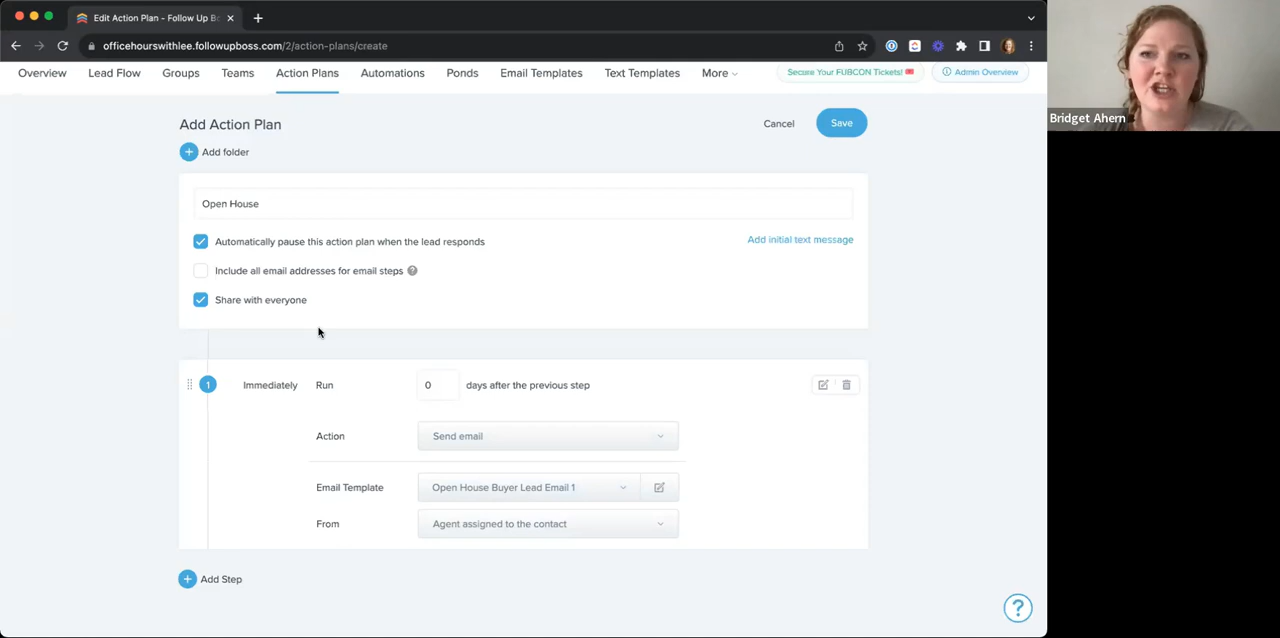 Edit Action Plan - Follow Up Bo
officehourswithlee.followupboss.com/2/action-plans/create
Overview Lead Flow Groups Teams Action Plans Automations Ponds Email Templates Text Templates More Secure Your FUBCON Tickets! Admin Overview
Bridget Ahern
Add Action Plan Cancel Save
Add folder
Open House
Automatically pause this action plan when the lead responds Add initial text message
Include all email addresses for email steps ?
Share with everyone
1 Immediately Run 0 days after the previous step
Action Send email
Email Template Open House Buyer Lead Email 1
From Agent assigned to the contact
Add Step
?